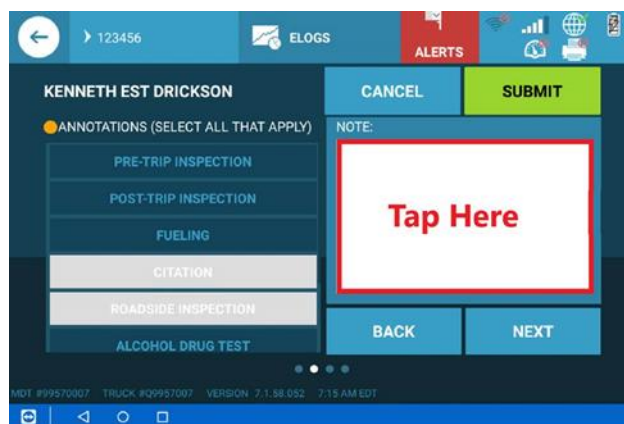 123456
ELOGS
ALERTS
KENNETH EST DRICKSON
CANCEL
SUBMIT
ANNOTATIONS (SELECT ALL THAT APPLY)
NOTE:
PRE-TRIP INSPECTION
POST-TRIP INSPECTION
FUELING
CITATION
ROADSIDE INSPECTION
ALCOHOL DRUG TEST
Tap Here
BACK
NEXT
MDT #99570007 TRUCK #Q9957007 VERSION 7.1.58.052 7:15 AM EDT